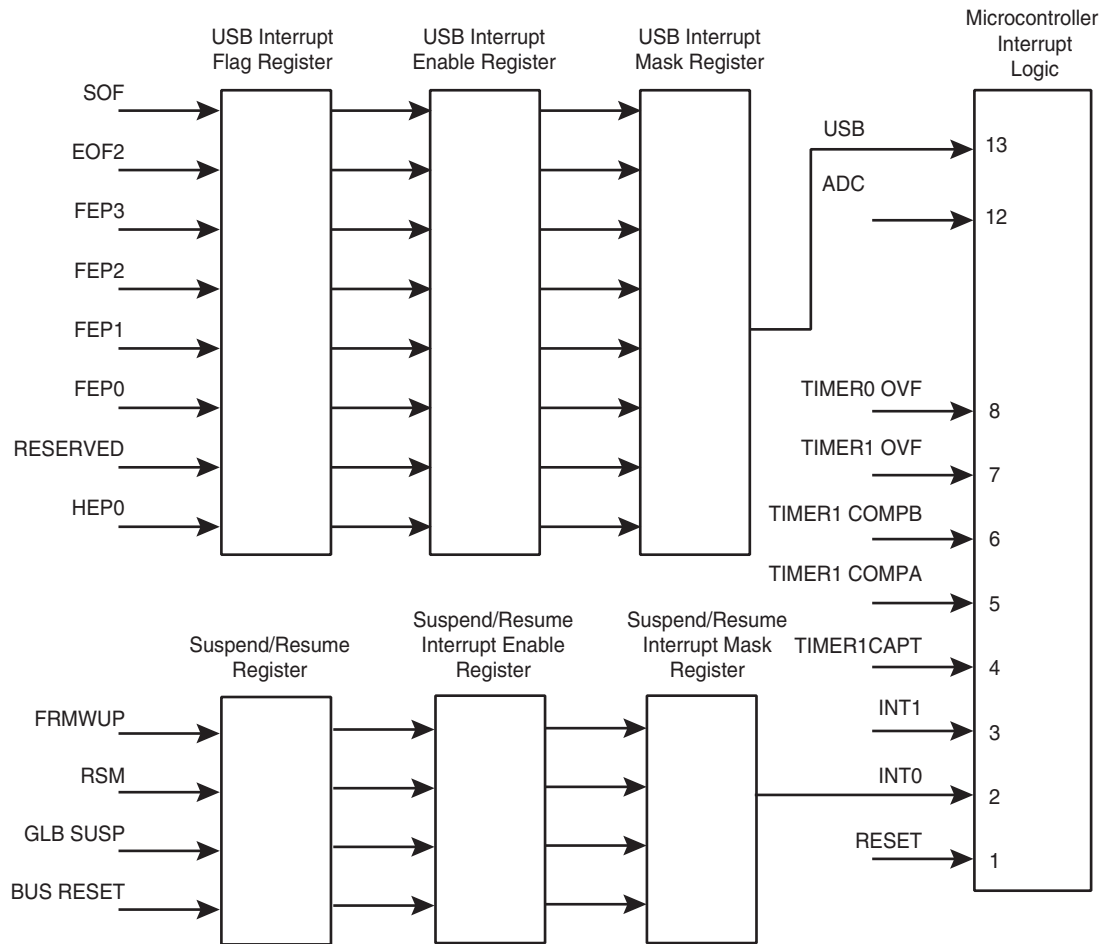 USB Interrupt
Flag Register
USB Interrupt
Enable Register
USB Interrupt
Mask Register
Microcontroller
Interrupt
Logic
SOF
EOF2
FEP3
FEP2
FEP1
FEP0
RESERVED
HEP0
USB
13
ADC
12
TIMER0 OVF
8
TIMER1 OVF
7
TIMER1 COMPB
6
TIMER1 COMPA
5
TIMER1CAPT
4
INT1
3
INT0
2
RESET
1
Suspend/Resume
Register
Suspend/Resume
Interrupt Enable
Register
Suspend/Resume
Interrupt Mask
Register
FRMWUP
RSM
GLB SUSP
BUS RESET